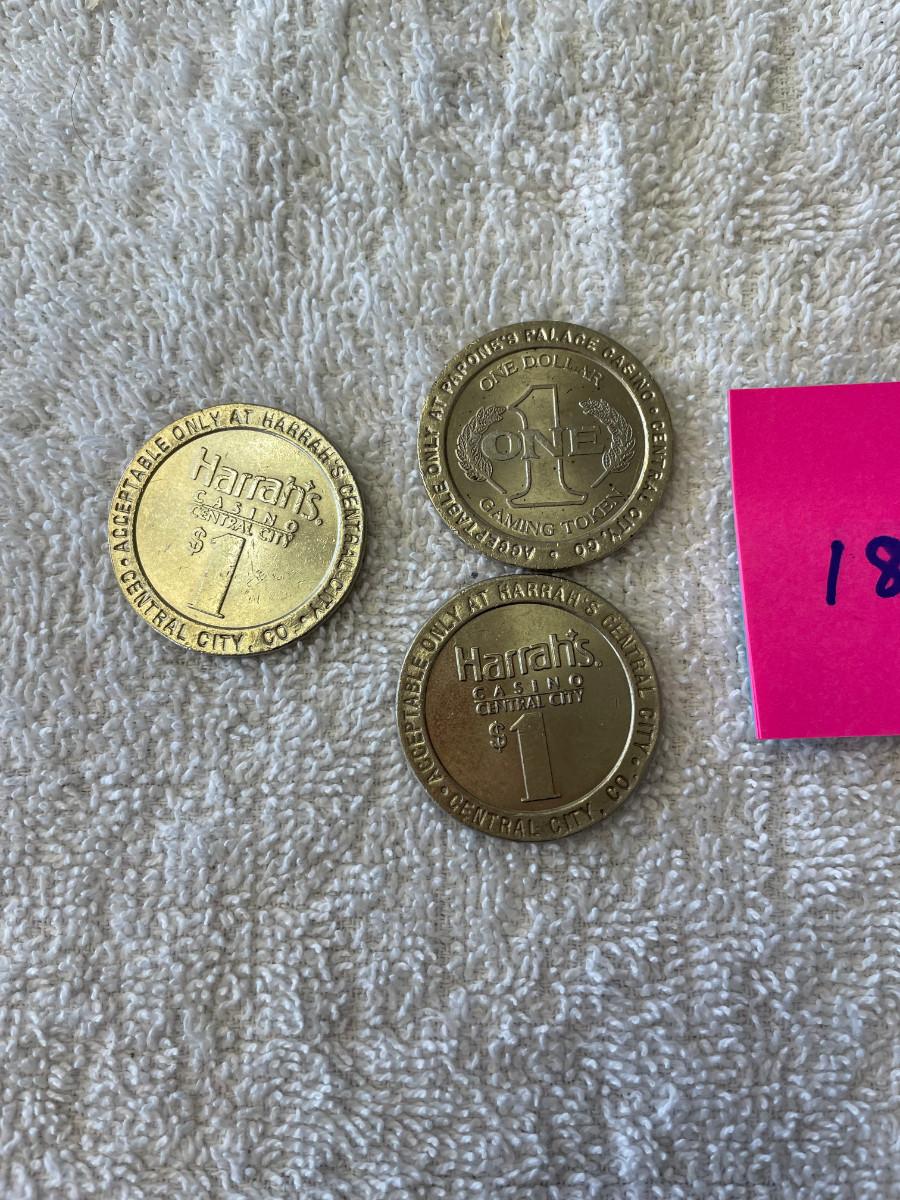 ACCEPTABLE ONLY AT HARRAH'S CENTRAL CITY
Harrah's.
CASINO
CENTRAL CITY
$1
CENTRAL CITY, CO.
ACCEPTABLE ONLY AT PAPONE'S PALACE CASINO
ONE DOLLAR
1
ONE
GAMING TOKEN
CENTRAL CITY, CO
ACCEPTABLE ONLY AT HARRAH'S CENTRAL CITY
Harrah's.
CASINO
CENTRAL CITY
$1
CENTRAL CITY, CO.
18